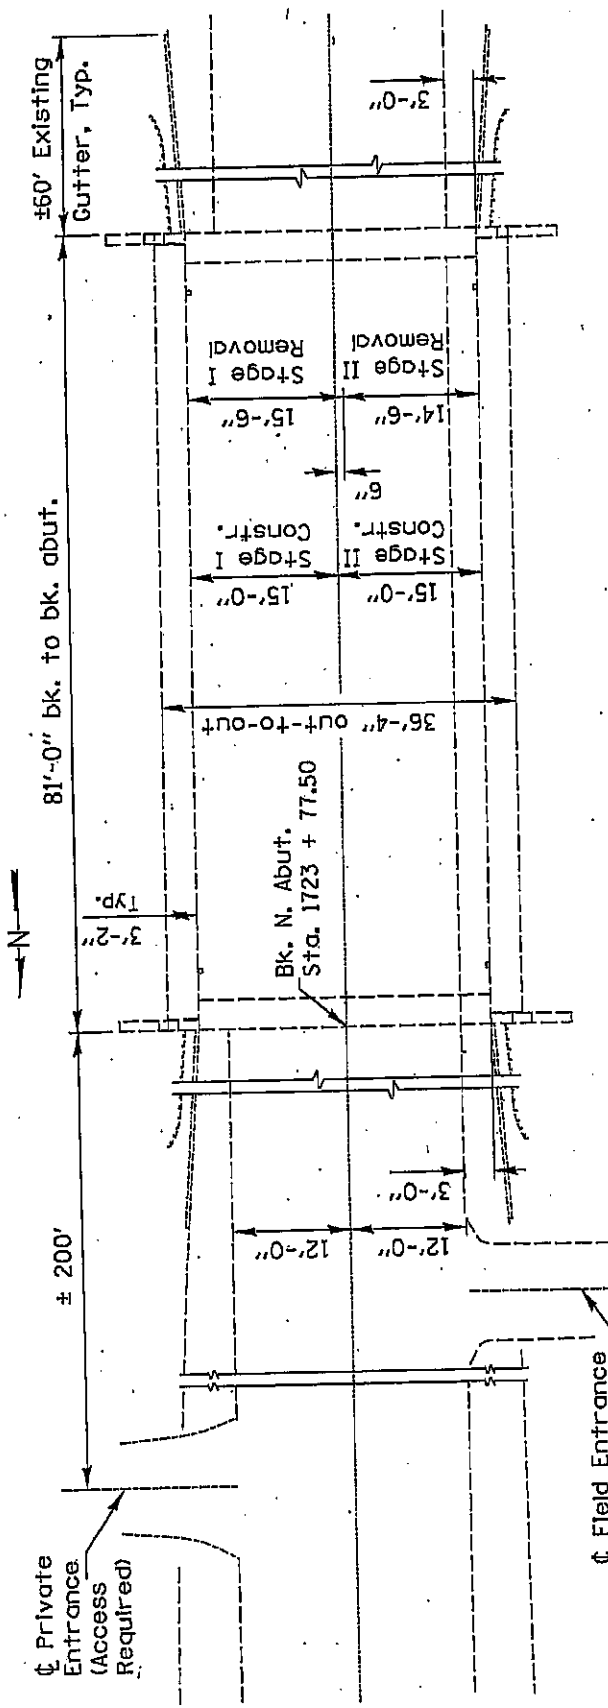 ±60' Existing
Gutter, Typ.
3'-0"
81'-0" bk. to bk. abut.
Stage I
Removal
15'-6"
Stage II
Removal
14'-6"
6"
Stage I
Constr.
15'-0"
Stage II
Constr.
15'-0"
36'-4" out-to-out
N
3'-2"
Typ.
Bk. N. Abut.
Sta. 1723 + 77.50
± 200'
3'-0"
12'-0"
12'-0"
℄ Private
Entrance
(Access
Required)
℄ Field Entrance